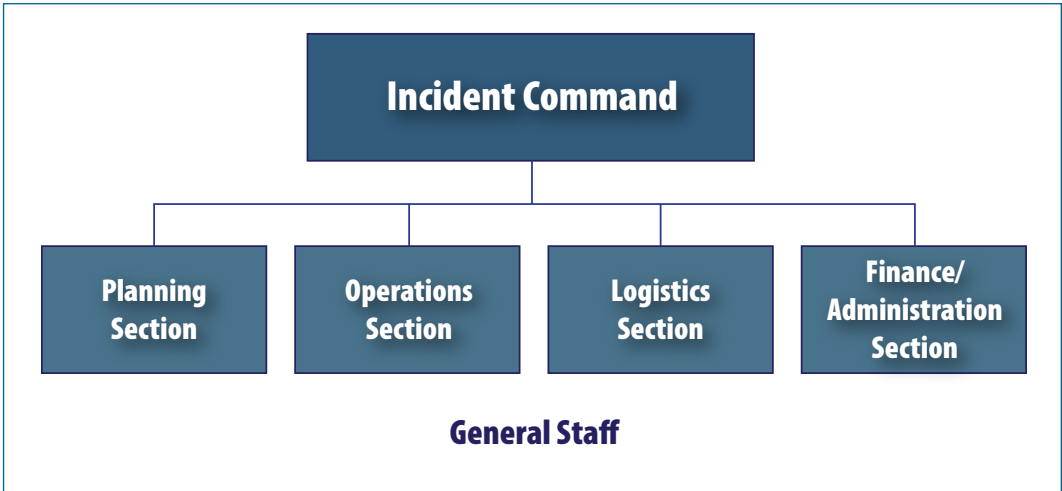 Incident Command
Planning
Section
Operations
Section
Logistics
Section
Finance/
Administration
Section
General Staff